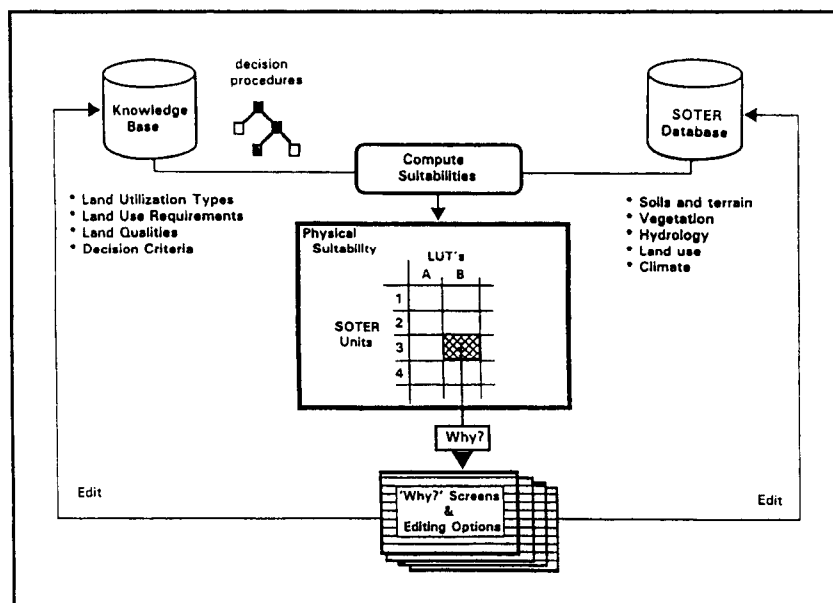 decision
procedures
Knowledge
Base
SOTER
Database
Compute
Suitabilities
* Land Utilization Types
* Land Use Requirements
* Land Qualities
* Decision Criteria
* Soils and terrain
* Vegetation
* Hydrology
* Land use
* Climate
Physical
Suitability
LUT's
A B
1
2
SOTER
Units
3
4
Why?
Edit
'Why?' Screens
&
Editing Options
Edit